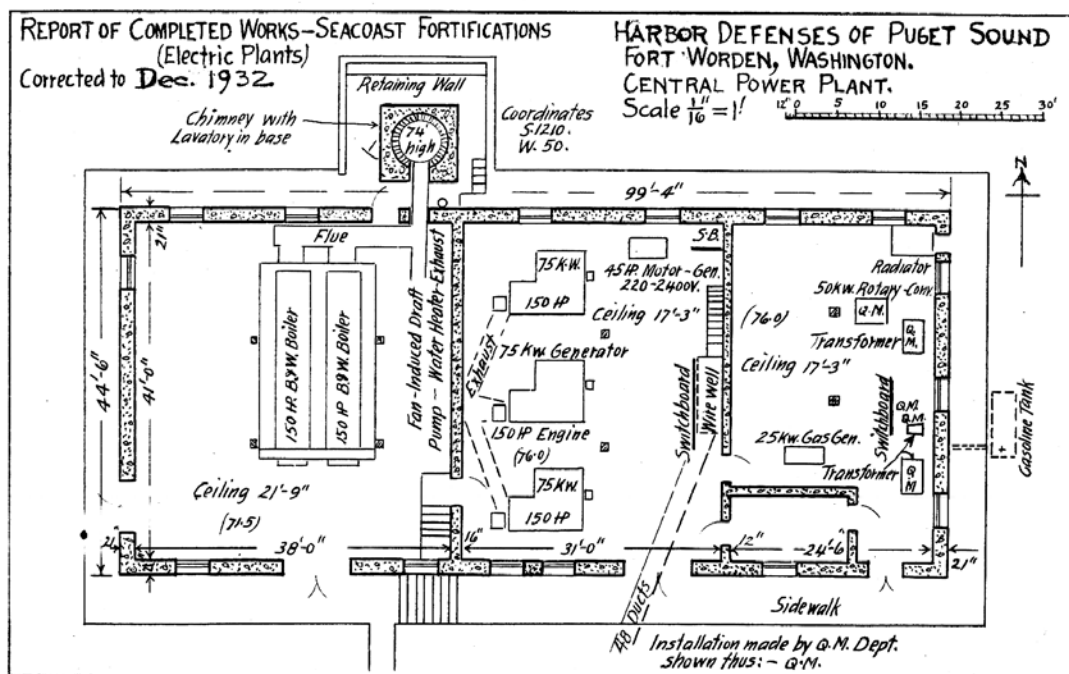 REPORT OF COMPLETED WORKS–SEACOAST FORTIFICATIONS
(Electric Plants)
Corrected to Dec. 1932
HARBOR DEFENSES OF PUGET SOUND
FORT WORDEN, WASHINGTON.
CENTRAL POWER PLANT.
Scale 1/16" = 1'
12' 0 5 10 15 20 25 30'
Retaining Wall
Chimney with
Lavatory in base
74'
high
Coordinates
S.1210.
W. 50.
N
99'-4"
44'-6"
41'-0"
21"
Flue
150 HP. B&W. Boiler
150 HP B&W. Boiler
Fan-Induced Draft
Pump – Water Heater-Exhaust
Ceiling 21'-9"
(71.5)
38'-0"
16"
75 K.W.
150 HP
Exhaust
75 Kw. Generator
150 HP Engine
(76.0)
75 KW.
150 HP
45 HP. Motor-Gen.
220-2400V.
S.B.
Ceiling 17'-3"
Switchboard
Wire well
31'-0"
48 Ducts
12"
(76.0)
Ceiling 17'-3"
Radiator
50 Kw. Rotary-Conv.
Q.M.
Transformer
Q.
M.
Switchboard
Q.M.
Q.M.
25 Kw. Gas Gen.
Transformer
Q
M
24'-6
21"
Gasoline Tank
Sidewalk
Installation made by Q.M. Dept.
shown thus:- Q.M.